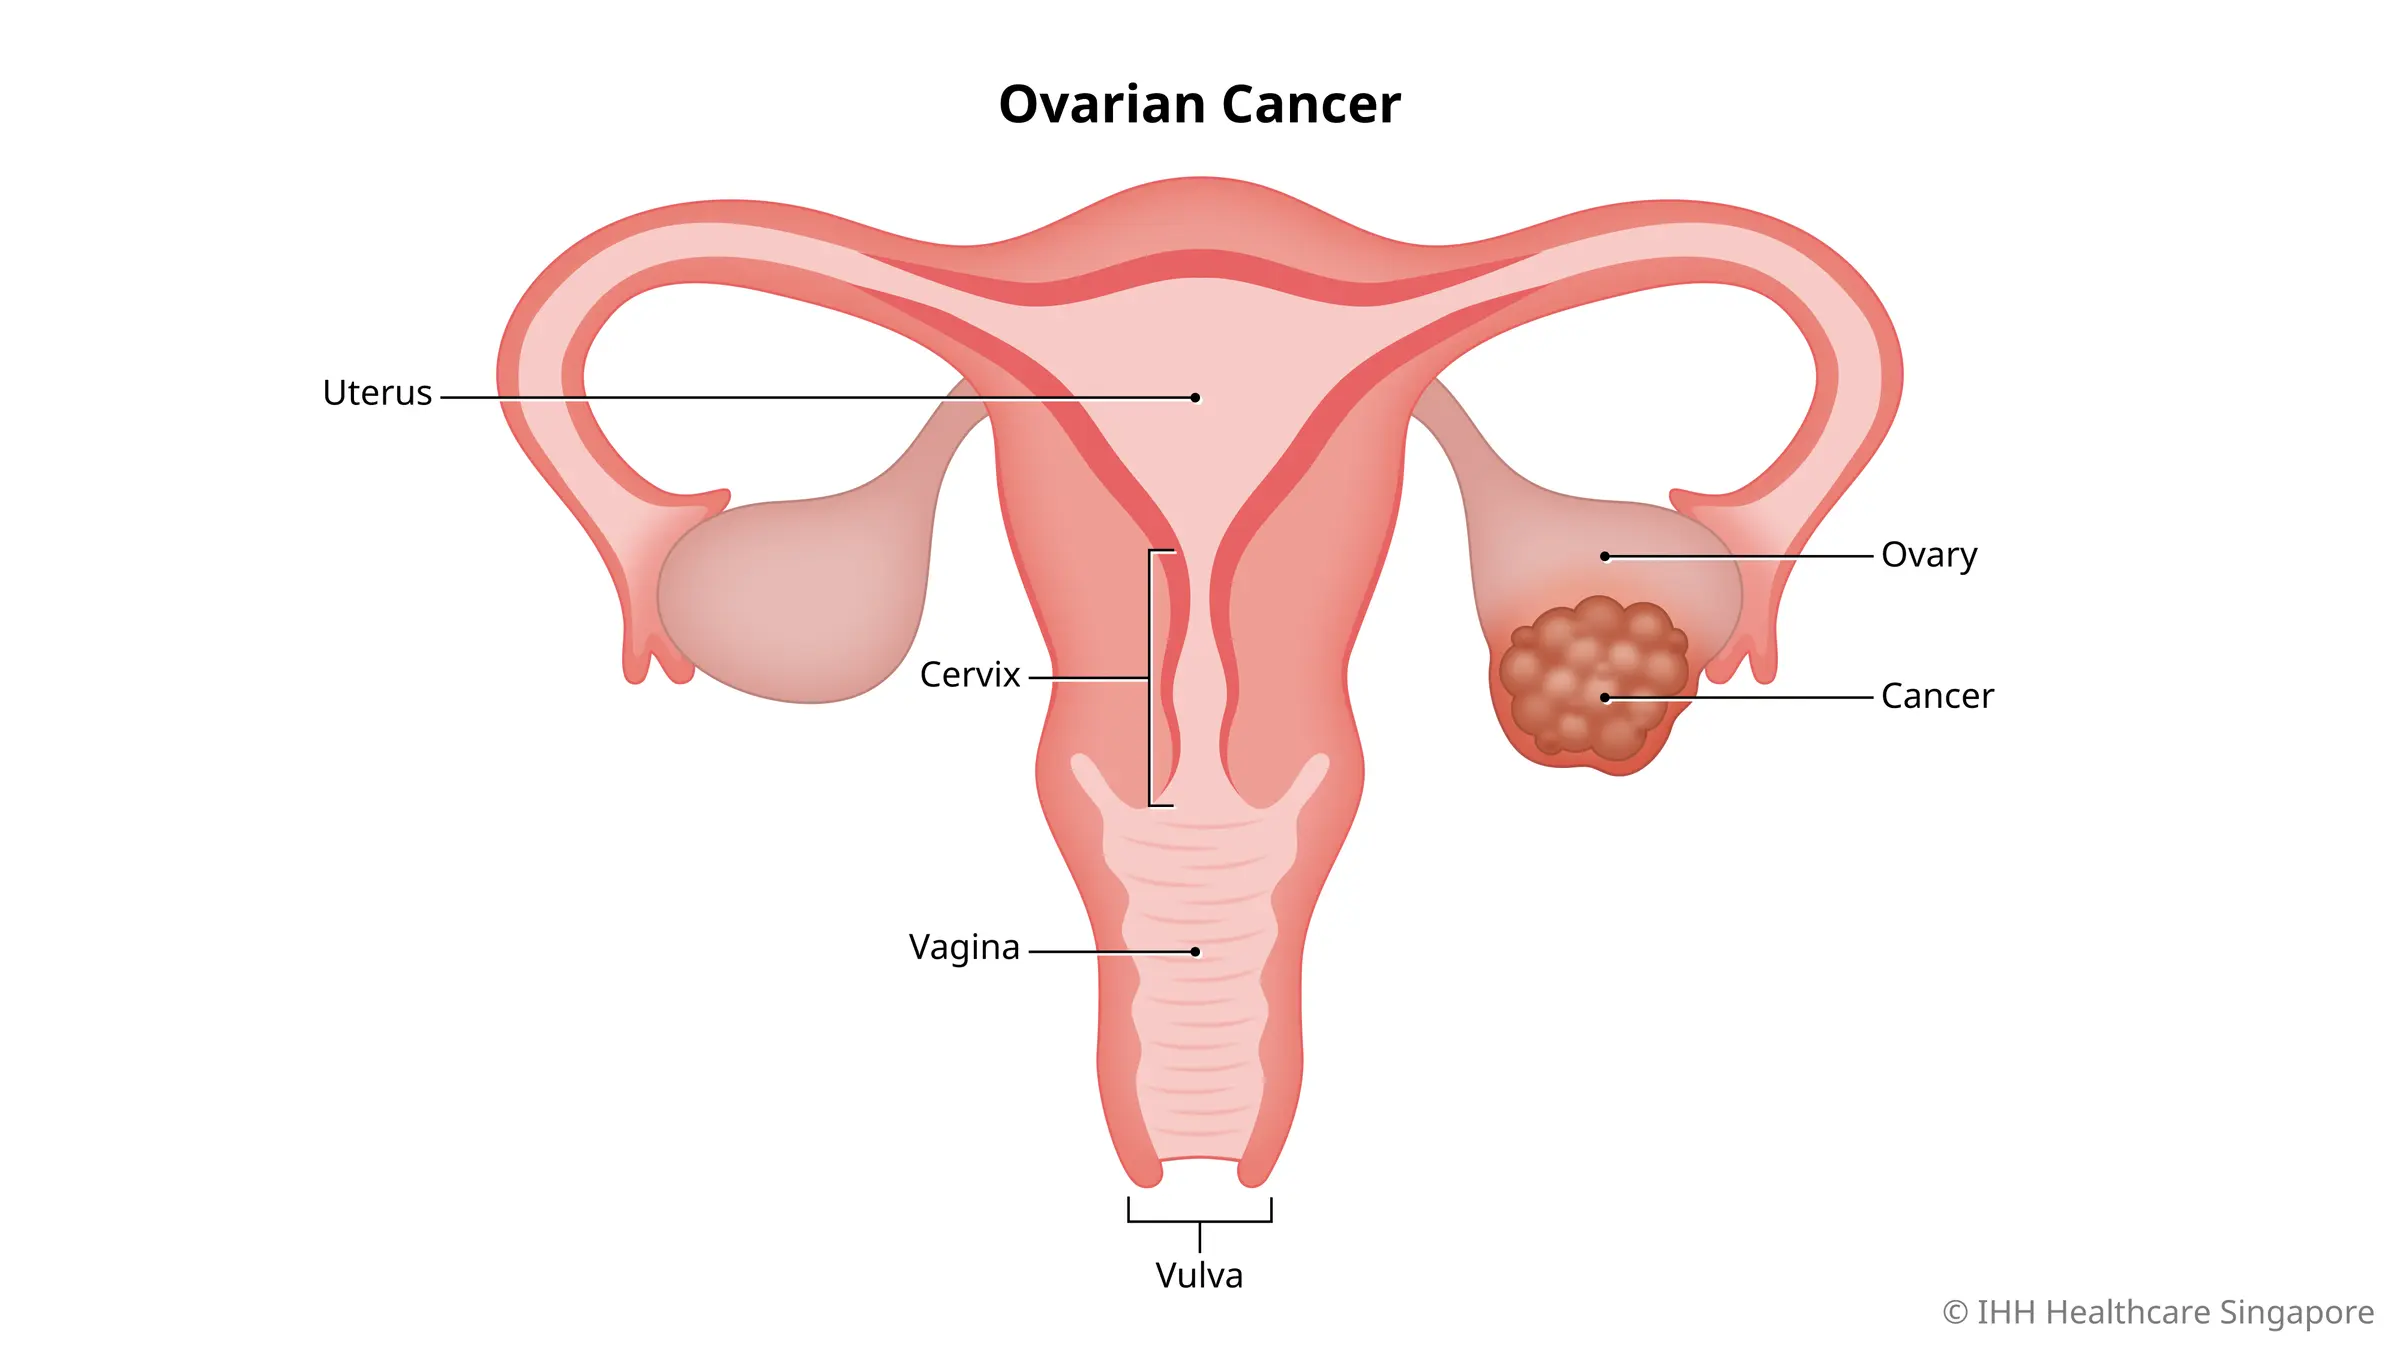 Ovarian Cancer
Uterus
Ovary
Cervix
Cancer
Vagina
Vulva
© IHH Healthcare Singapore